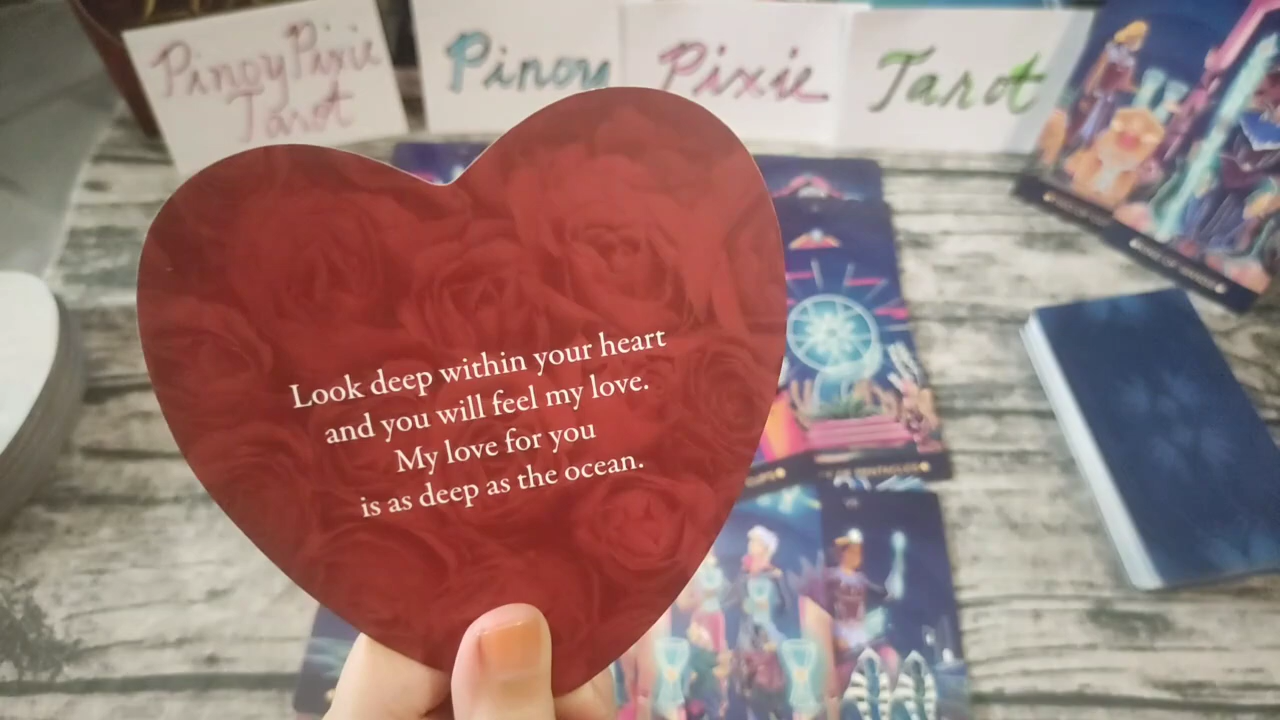 PinoyPixie
Tarot
Pinoy
Pixie
Tarot
Look deep within your heart
and you will feel my love.
My love for you
is as deep as the ocean.